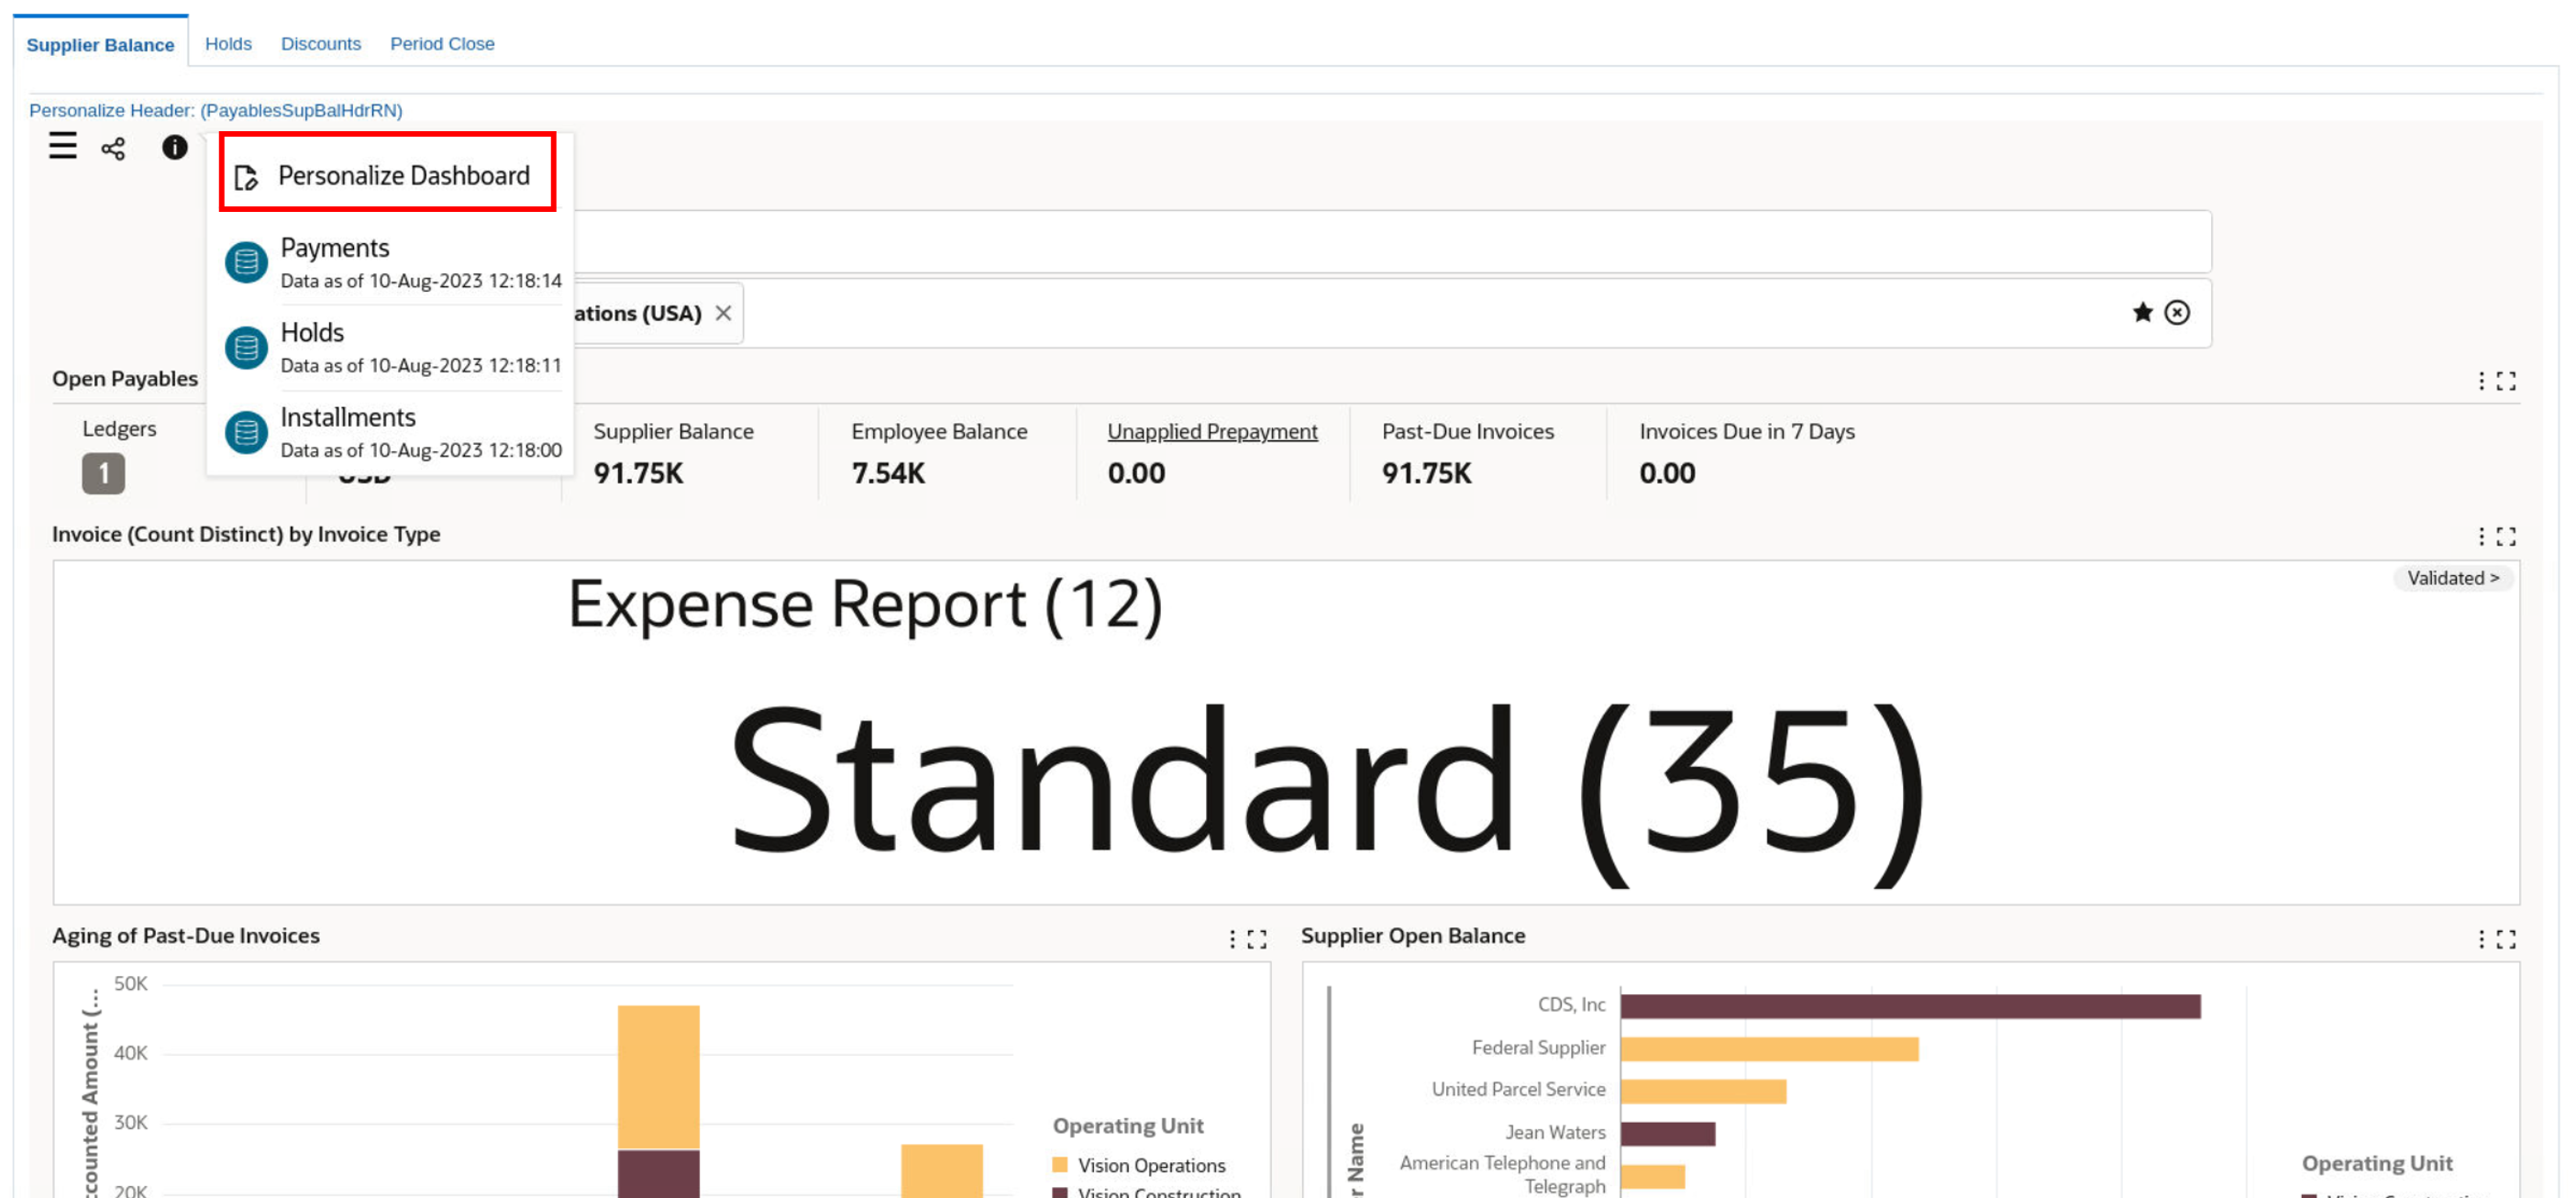 Supplier Balance Holds Discounts Period Close
Personalize Header: (PayablesSupBalHdrRN)
Personalize Dashboard
Payments
Data as of 10-Aug-2023 12:18:14
ations (USA)
Holds
Data as of 10-Aug-2023 12:18:11
Open Payables
Installments
Data as of 10-Aug-2023 12:18:00
Ledgers Supplier Balance Employee Balance Unapplied Prepayment Past-Due Invoices Invoices Due in 7 Days
1 USD 91.75K 7.54K 0.00 91.75K 0.00
Invoice (Count Distinct) by Invoice Type
Validated >
Expense Report (12)
Standard (35)
Aging of Past-Due Invoices
50K
40K
30K
20K
ccounted Amount (...
Operating Unit
Vision Operations
Vision Construction
Supplier Open Balance
CDS, Inc
Federal Supplier
United Parcel Service
Jean Waters
American Telephone and
Telegraph
r Name
Operating Unit